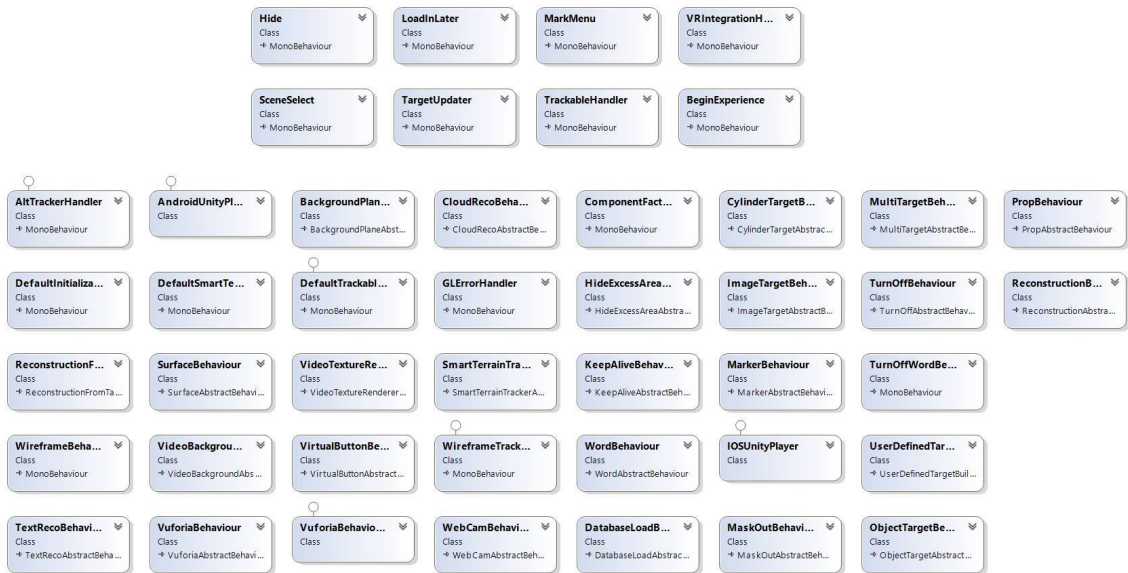 Hide
Class
MonoBehaviour
LoadInLater
Class
MonoBehaviour
MarkMenu
Class
MonoBehaviour
VRIntegrationH...
Class
MonoBehaviour
SceneSelect
Class
MonoBehaviour
TargetUpdater
Class
MonoBehaviour
TrackableHandler
Class
MonoBehaviour
BeginExperience
Class
MonoBehaviour
AltTrackerHandler
Class
MonoBehaviour
AndroidUnityPl...
Class
BackgroundPlan...
Class
BackgroundPlaneAbst...
CloudRecoBeha...
Class
CloudRecoAbstractBe...
ComponentFact...
Class
MonoBehaviour
CylinderTargetB...
Class
CylinderTargetAbstrac...
MultiTargetBeh...
Class
MultiTargetAbstractBe...
PropBehaviour
Class
PropAbstractBehaviour
DefaultInitializa...
Class
MonoBehaviour
DefaultSmartTe...
Class
MonoBehaviour
DefaultTrackabl...
Class
MonoBehaviour
GLErrorHandler
Class
MonoBehaviour
HideExcessArea...
Class
HideExcessAreaAbstra...
ImageTargetBeh...
Class
ImageTargetAbstractB...
TurnOffBehaviour
Class
TurnOffAbstractBehav...
ReconstructionB...
Class
ReconstructionAbstra...
ReconstructionF...
Class
ReconstructionFromTa...
SurfaceBehaviour
Class
SurfaceAbstractBehavi...
VideoTextureRe...
Class
VideoTextureRenderer...
SmartTerrainTra...
Class
SmartTerrainTrackerA...
KeepAliveBehav...
Class
KeepAliveAbstractBeh...
MarkerBehaviour
Class
MarkerAbstractBehavi...
TurnOffWordBe...
Class
MonoBehaviour
WireframeBeha...
Class
MonoBehaviour
VideoBackgrou...
Class
VideoBackgroundAbs...
VirtualButtonBe...
Class
VirtualButtonAbstract...
WireframeTrack...
Class
MonoBehaviour
WordBehaviour
Class
WordAbstractBehaviour
IOSUnityPlayer
Class
UserDefinedTar...
Class
UserDefinedTargetBuil...
TextRecoBehavi...
Class
TextRecoAbstractBeha...
VuforiaBehaviour
Class
VuforiaAbstractBehavi...
VuforiaBehavio...
Class
WebCamBehavi...
Class
WebCamAbstractBeh...
DatabaseLoadB...
Class
DatabaseLoadAbstrac...
MaskOutBehavi...
Class
MaskOutAbstractBeh...
ObjectTargetBe...
Class
ObjectTargetAbstract...